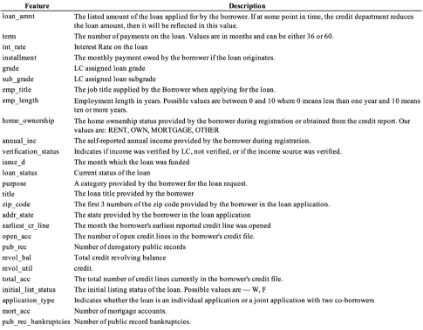 Feature Description
loan_amnt The listed amount of the loan applied for by the borrower. If at some point in time, the credit department reduces
the loan amount, then it will be reflected in this value.
term The number of payments on the loan. Values are in months and can be either 36 or 60.
int_rate Interest Rate on the loan
installment The monthly payment owed by the borrower if the loan originates.
grade LC assigned loan grade
sub_grade LC assigned loan subgrade
emp_title The job title supplied by the Borrower when applying for the loan.
emp_length Employment length in years. Possible values are between 0 and 10 where 0 means less than one year and 10 means
ten or more years.
home_ownership The home ownership status provided by the borrower during registration or obtained from the credit report. Our
values are: RENT, OWN, MORTGAGE, OTHER
annual_inc The self-reported annual income provided by the borrower during registration.
verification_status Indicates if income was verified by LC, not verified, or if the income source was verified.
issue_d The month which the loan was funded
loan_status Current status of the loan
purpose A category provided by the borrower for the loan request.
title The loan title provided by the borrower
zip_code The first 3 numbers of the zip code provided by the borrower in the loan application.
addr_state The state provided by the borrower in the loan application
earliest_cr_line The month the borrower's earliest reported credit line was opened
open_acc The number of open credit lines in the borrower's credit file.
pub_rec Number of derogatory public records
revol_bal Total credit revolving balance
revol_util credit.
total_acc The total number of credit lines currently in the borrower's credit file.
initial_list_status The initial listing status of the loan. Possible values are — W, F
application_type Indicates whether the loan is an individual application or a joint application with two co-borrowers
mort_acc Number of mortgage accounts.
pub_rec_bankruptcies Number of public record bankruptcies.